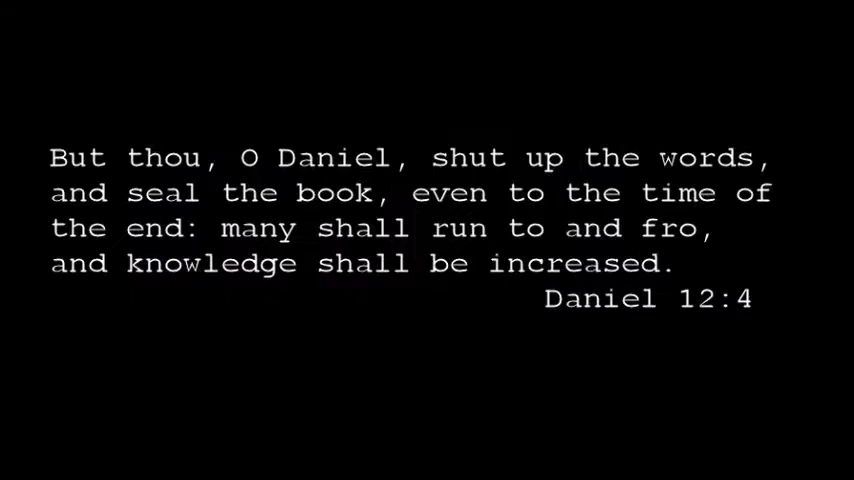 But thou, O Daniel, shut up the words,
and seal the book, even to the time of
the end: many shall run to and fro,
and knowledge shall be increased.
Daniel 12:4